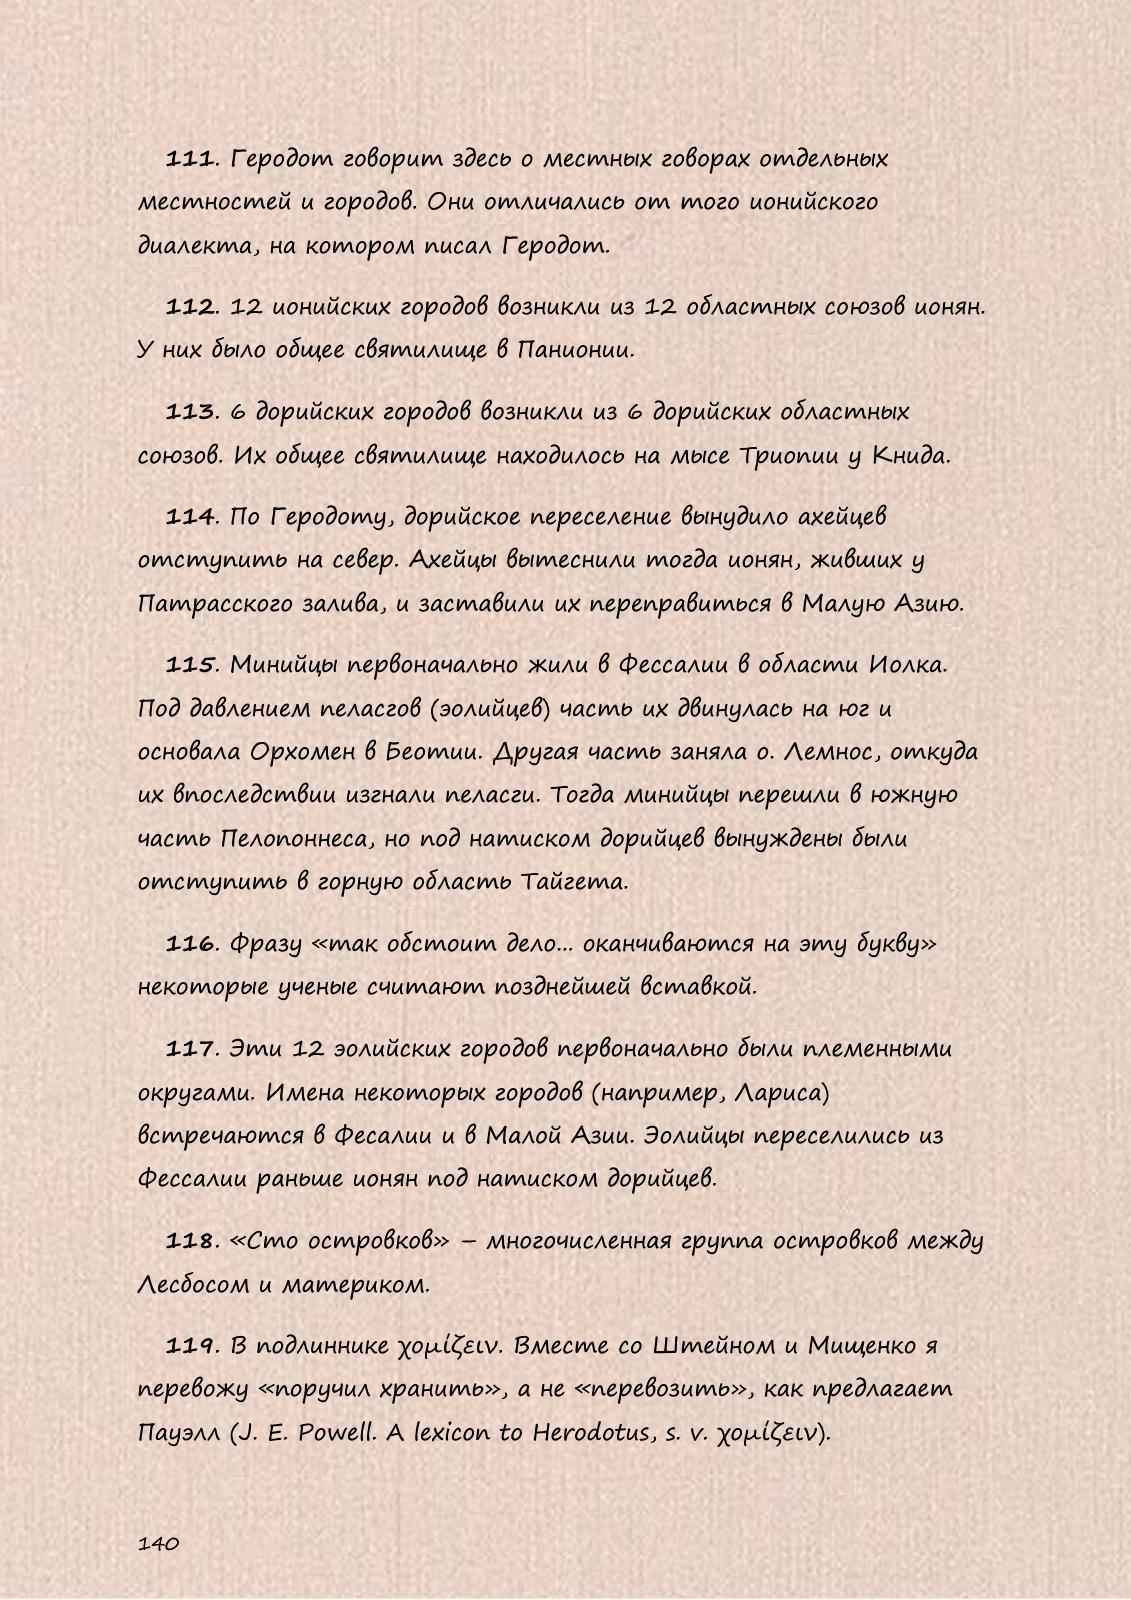 111. Геродот говорит здесь о местных говорах отдельных
местностей и городов. Они отличались от того ионийского
диалекта, на котором писал Геродот.
112. 12 ионийских городов возникли из 12 областных союзов ионян.
У них было общее святилище в Панионии.
113. 6 дорийских городов возникли из 6 дорийских областных
союзов. Их общее святилище находилось на мысе Триопии у Книда.
114. По Геродоту, дорийское переселение вынудило ахейцев
отступить на север. Ахейцы вытеснили тогда ионян, живших у
Патрасского залива, и заставили их переправиться в Малую Азию.
115. Минийцы первоначально жили в Фессалии в области Иолка.
Под давлением пеласгов (эолийцев) часть их двинулась на юг и
основала Орхомен в Беотии. Другая часть заняла о. Лемнос, откуда
их впоследствии изгнали пеласги. Тогда минийцы перешли в южную
часть Пелопоннеса, но под натиском дорийцев вынуждены были
отступить в горную область Тайгета.
116. Фразу «так обстоит дело... оканчиваются на эту букву»
некоторые ученые считают позднейшей вставкой.
117. Эти 12 эолийских городов первоначально были племенными
округами. Имена некоторых городов (например, Лариса)
встречаются в Фесалии и в Малой Азии. Эолийцы переселились из
Фессалии раньше ионян под натиском дорийцев.
118. «Сто островков» – многочисленная группа островков между
Лесбосом и материком.
119. В подлиннике χομίζειν. Вместе со Штейном и Мищенко я
перевожу «поручил хранить», а не «перевозить», как предлагает
Пауэлл (J. E. Powell. A lexicon to Herodotus, s. v. χομίζειν).
140